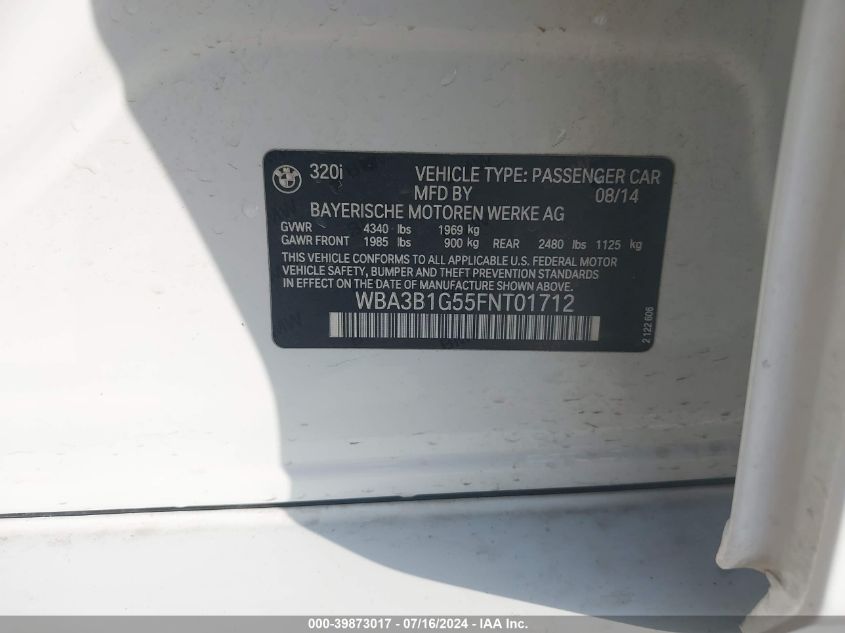 320i VEHICLE TYPE: PASSENGER CAR
MFD BY 08/14
BAYERISCHE MOTOREN WERKE AG
GVWR 4340 lbs 1969 kg
GAWR FRONT 1985 lbs 900 kg REAR 2480 lbs 1125 kg
THIS VEHICLE CONFORMS TO ALL APPLICABLE U.S. FEDERAL MOTOR
VEHICLE SAFETY, BUMPER AND THEFT PREVENTION STANDARDS
IN EFFECT ON THE DATE OF MANUFACTURE SHOWN ABOVE.
WBA3B1G55FNT01712
2 122 606
000-39873017 - 07/16/2024 - IAA Inc.